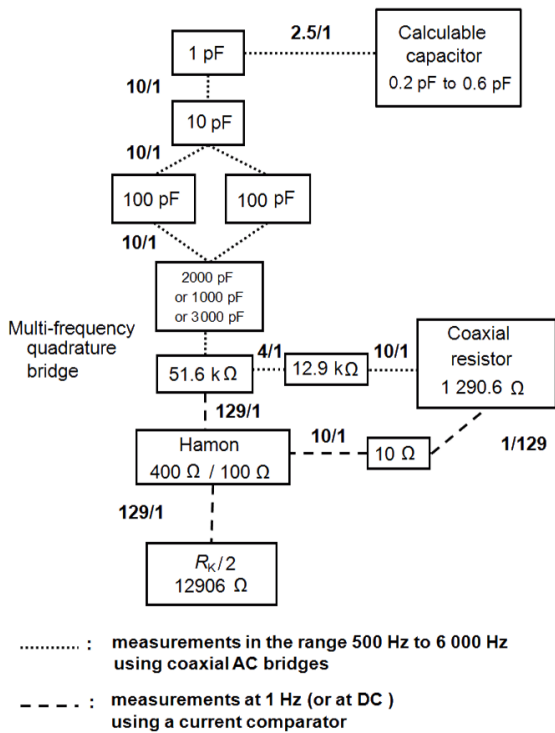 2.5/1
1 pF
Calculable
capacitor
0.2 pF to 0.6 pF
10/1
10 pF
10/1
100 pF
100 pF
10/1
2000 pF
or 1000 pF
or 3000 pF
Multi-frequency
quadrature
bridge
51.6 kΩ
4/1
12.9 kΩ
10/1
Coaxial
resistor
1 290.6 Ω
129/1
Hamon
400 Ω / 100 Ω
10/1
10 Ω
1/129
129/1
RK/2
12906 Ω
: measurements in the range 500 Hz to 6 000 Hz
using coaxial AC bridges
: measurements at 1 Hz (or at DC )
using a current comparator